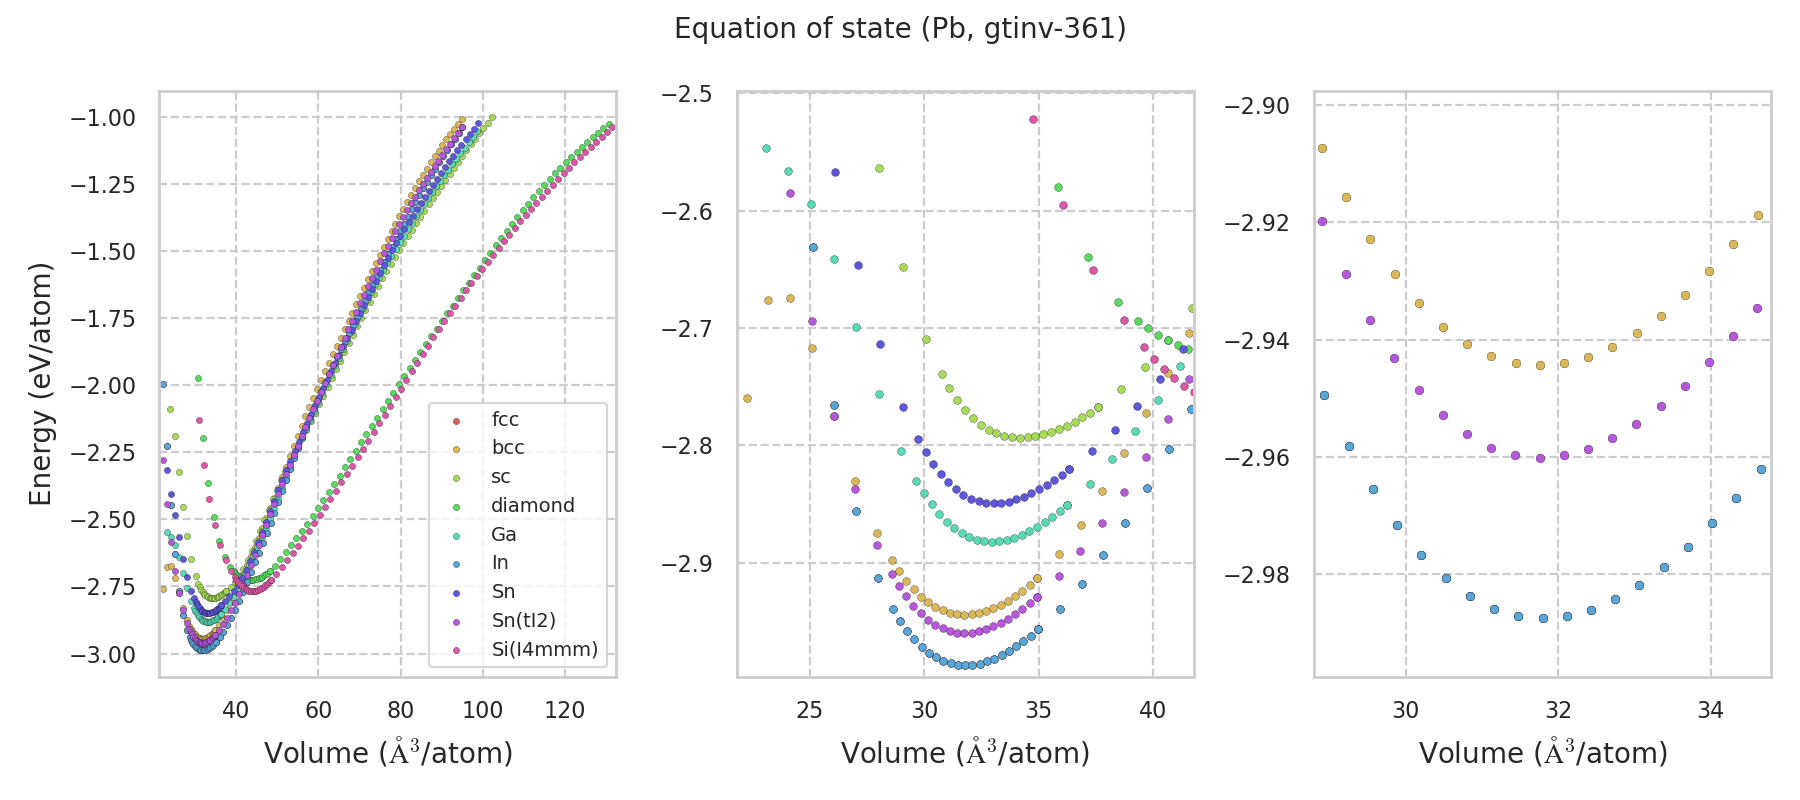 Equation of state (Pb, gtinv-361)
Energy (eV/atom)
−1.00
−1.25
−1.50
−1.75
−2.00
−2.25
−2.50
−2.75
−3.00
40 60 80 100 120
Volume (Å³/atom)
fcc
bcc
sc
diamond
Ga
In
Sn
Sn(tI2)
Si(I4mmm)
−2.5
−2.6
−2.7
−2.8
−2.9
25 30 35 40
Volume (Å³/atom)
−2.90
−2.92
−2.94
−2.96
−2.98
30 32 34
Volume (Å³/atom)